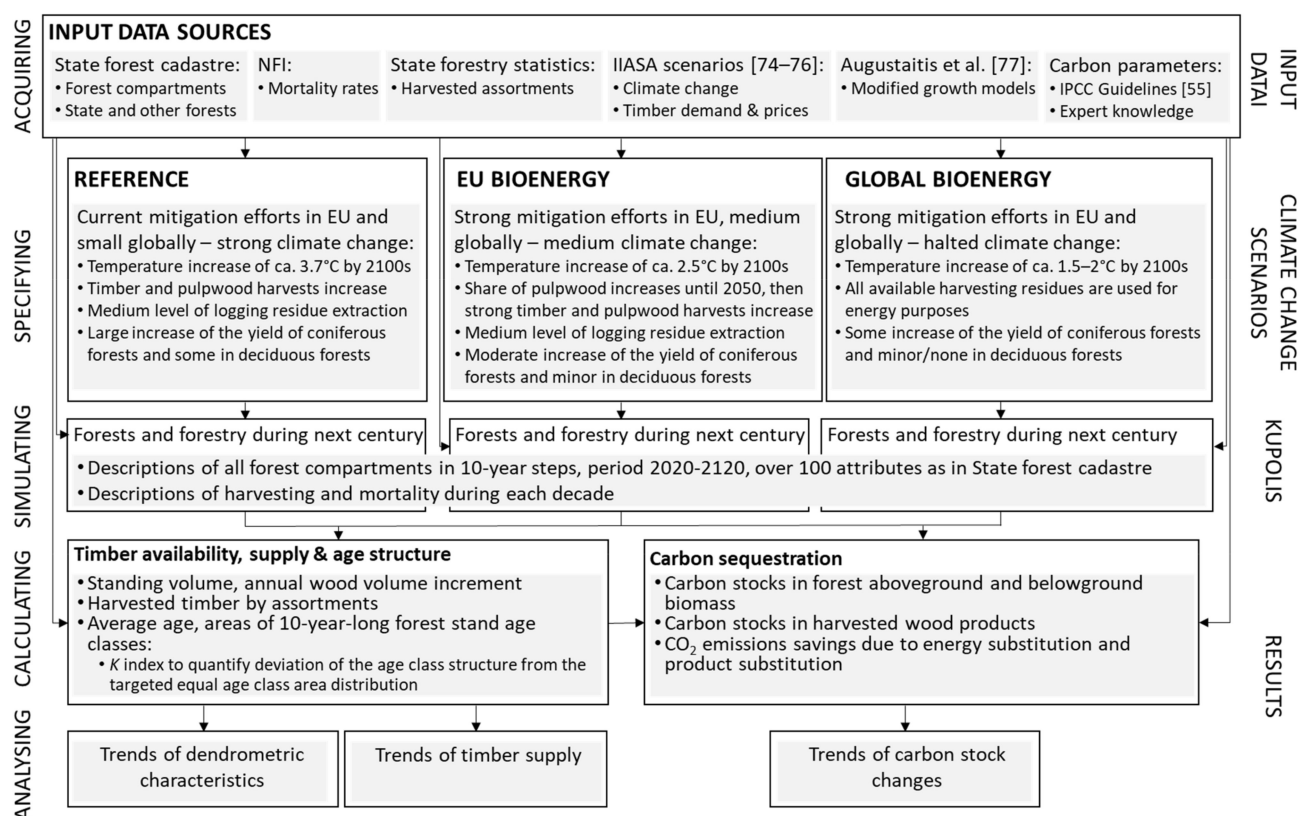 ACQUIRING
INPUT DATA SOURCES
State forest cadastre:
• Forest compartments
• State and other forests
NFI:
• Mortality rates
State forestry statistics:
• Harvested assortments
IIASA scenarios [74–76]:
• Climate change
• Timber demand & prices
Augustaitis et al. [77]:
• Modified growth models
Carbon parameters:
• IPCC Guidelines [55]
• Expert knowledge
INPUT
DATAI
SPECIFYING
REFERENCE
Current mitigation efforts in EU and
small globally – strong climate change:
• Temperature increase of ca. 3.7°C by 2100s
• Timber and pulpwood harvests increase
• Medium level of logging residue extraction
• Large increase of the yield of coniferous
forests and some in deciduous forests
EU BIOENERGY
Strong mitigation efforts in EU, medium
globally – medium climate change:
• Temperature increase of ca. 2.5°C by 2100s
• Share of pulpwood increases until 2050, then
strong timber and pulpwood harvests increase
• Medium level of logging residue extraction
• Moderate increase of the yield of coniferous
forests and minor in deciduous forests
GLOBAL BIOENERGY
Strong mitigation efforts in EU and
globally – halted climate change:
• Temperature increase of ca. 1.5–2°C by 2100s
• All available harvesting residues are used for
energy purposes
• Some increase of the yield of coniferous forests
and minor/none in deciduous forests
CLIMATE CHANGE
SCENARIOS
SIMULATING
Forests and forestry during next century
Forests and forestry during next century
Forests and forestry during next century
• Descriptions of all forest compartments in 10-year steps, period 2020-2120, over 100 attributes as in State forest cadastre
• Descriptions of harvesting and mortality during each decade
KUPOLIS
CALCULATING
Timber availability, supply & age structure
• Standing volume, annual wood volume increment
• Harvested timber by assortments
• Average age, areas of 10-year-long forest stand age
classes:
• K index to quantify deviation of the age class structure from the
targeted equal age class area distribution
Carbon sequestration
• Carbon stocks in forest aboveground and belowground
biomass
• Carbon stocks in harvested wood products
• CO₂ emissions savings due to energy substitution and
product substitution
RESULTS
ANALYSING
Trends of dendrometric
characteristics
Trends of timber supply
Trends of carbon stock
changes